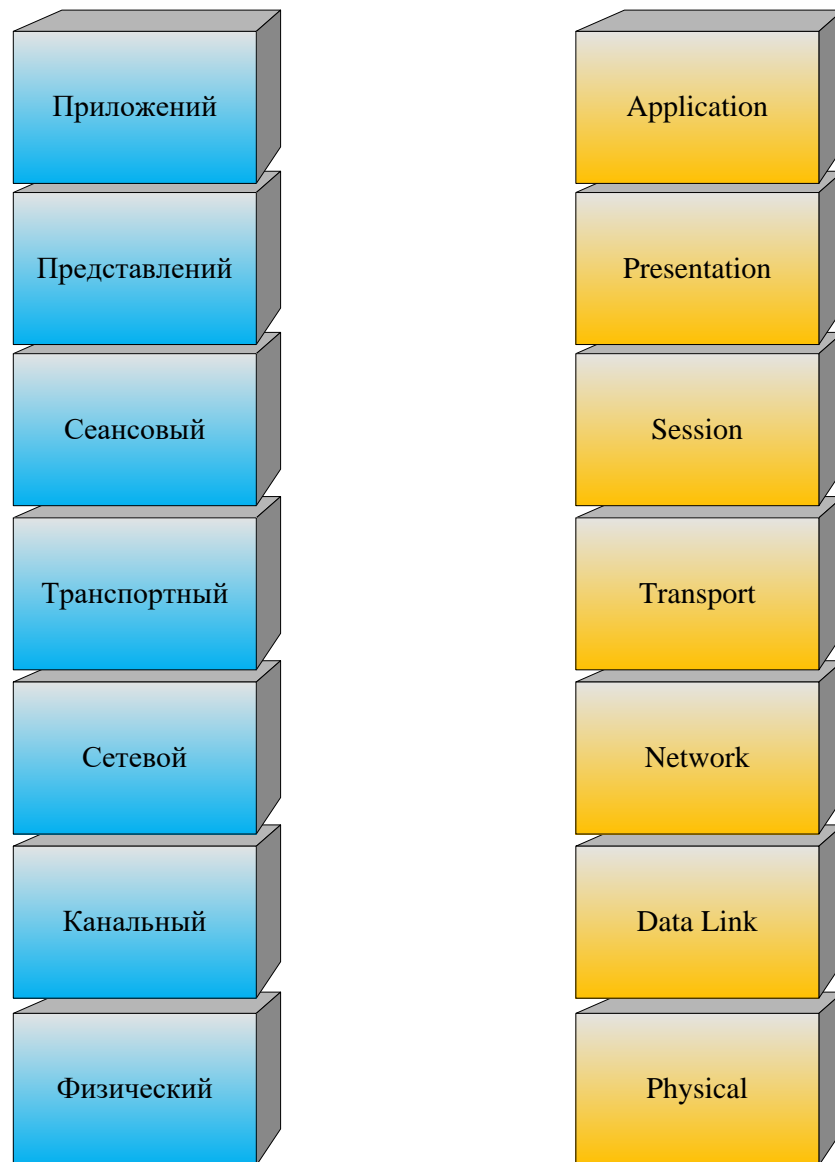 Приложений
Application
Представлений
Presentation
Сеансовый
Session
Транспортный
Transport
Сетевой
Network
Канальный
Data Link
Физический
Physical